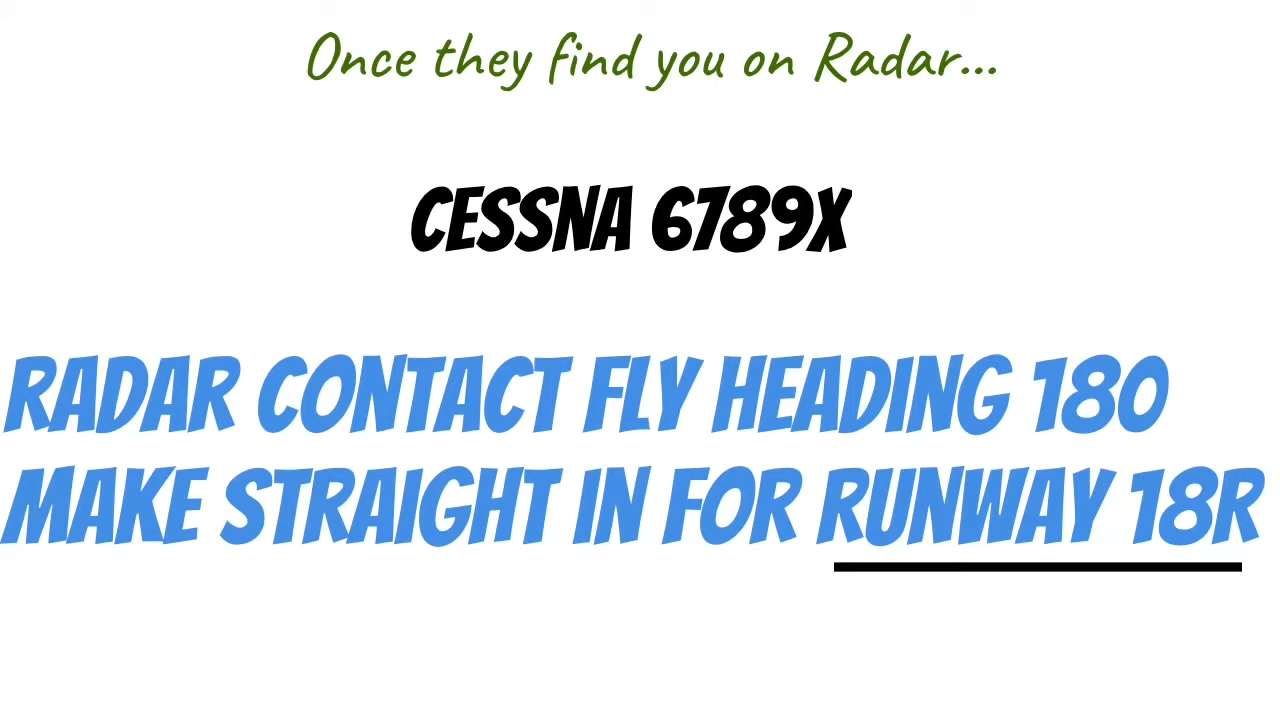 Once they find you on Radar...
CESSNA 6789X
RADAR CONTACT FLY HEADING 180
MAKE STRAIGHT IN FOR RUNWAY 18R